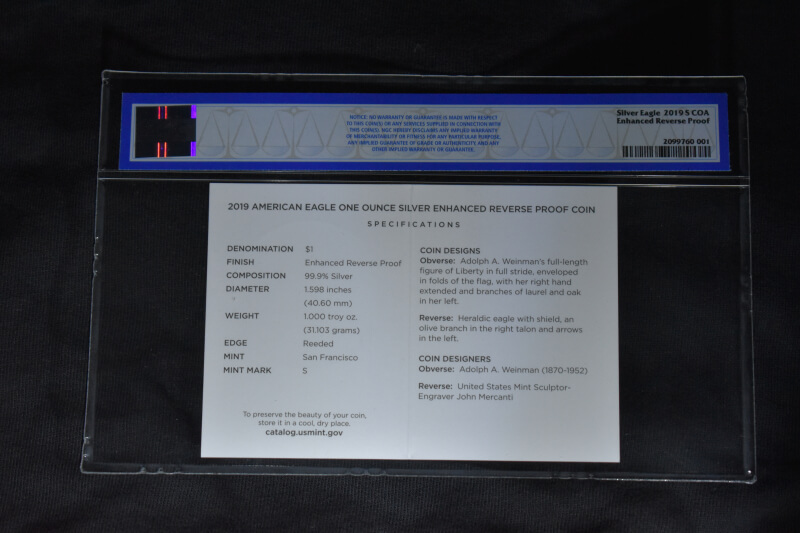 NOTICE: NO WARRANTY OR GUARANTEE IS MADE WITH RESPECT
TO THIS COIN(S) OR ANY SERVICES SUPPLIED IN CONNECTION WITH
THIS COIN(S). NGC HEREBY DISCLAIMS ANY IMPLIED WARRANTY
OF MERCHANTABILITY OR FITNESS FOR ANY PARTICULAR PURPOSE,
ANY IMPLIED GUARANTEE OF GRADE OR AUTHENTICITY, AND ANY
OTHER IMPLIED WARRANTY OR GUARANTEE.
Silver Eagle 2019 S COA
Enhanced Reverse Proof
2099760 001
2019 AMERICAN EAGLE ONE OUNCE SILVER ENHANCED REVERSE PROOF COIN
SPECIFICATIONS
DENOMINATION $1
FINISH Enhanced Reverse Proof
COMPOSITION 99.9% Silver
DIAMETER 1.598 inches
(40.60 mm)
WEIGHT 1.000 troy oz.
(31.103 grams)
EDGE Reeded
MINT San Francisco
MINT MARK S
To preserve the beauty of your coin,
store it in a cool, dry place.
catalog.usmint.gov
COIN DESIGNS
Obverse: Adolph A. Weinman's full-length
figure of Liberty in full stride, enveloped
in folds of the flag, with her right hand
extended and branches of laurel and oak
in her left.
Reverse: Heraldic eagle with shield, an
olive branch in the right talon and arrows
in the left.
COIN DESIGNERS
Obverse: Adolph A. Weinman (1870-1952)
Reverse: United States Mint Sculptor-
Engraver John Mercanti